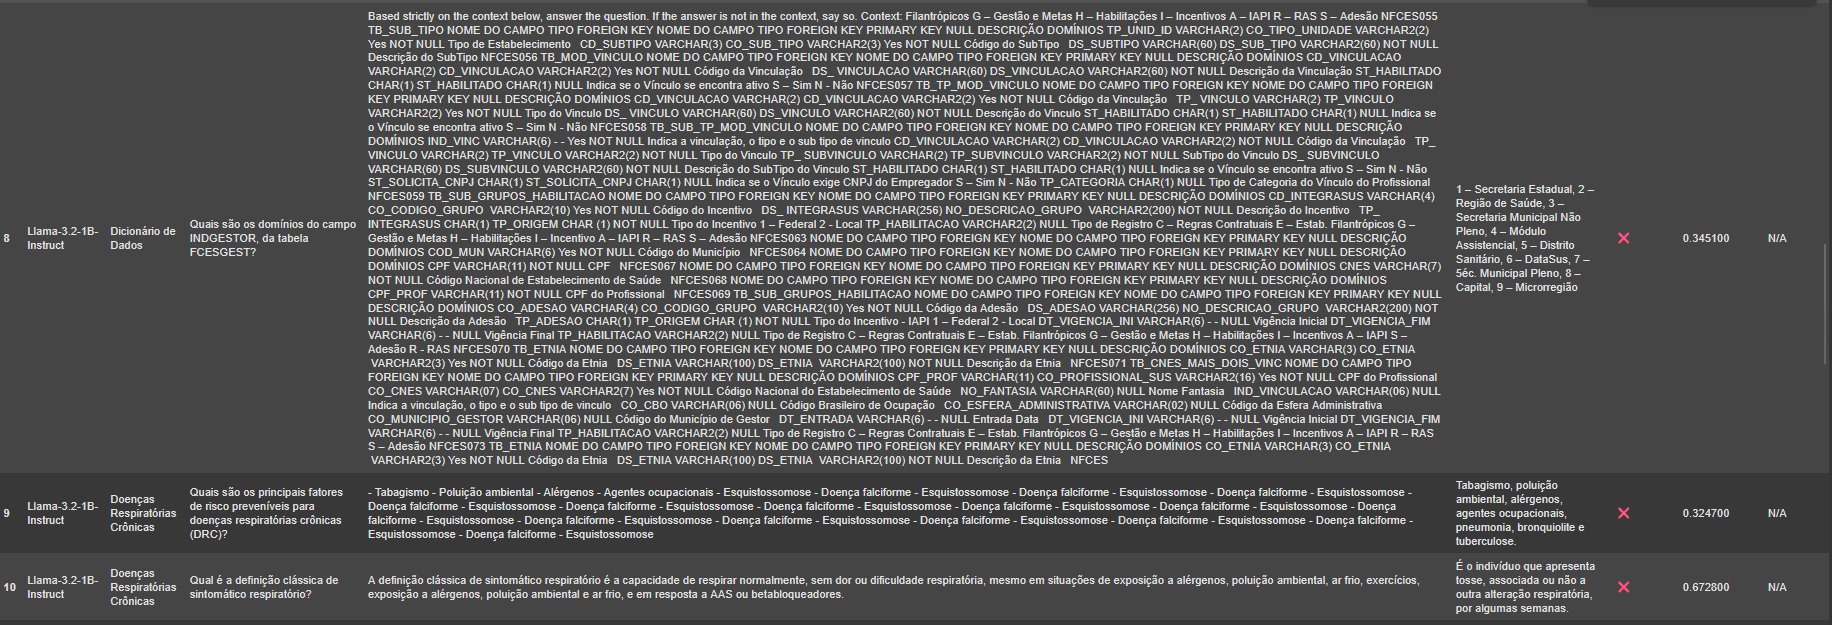 Based strictly on the context below, answer the question. If the answer is not in the context, say so. Context: Filantrópicos G – Gestão e Metas H – Habilitações I – Incentivos A – IAPI R – RAS S – Adesão NFCES055
TB_SUB_TIPO NOME DO CAMPO TIPO FOREIGN KEY NOME DO CAMPO TIPO FOREIGN KEY PRIMARY KEY NULL DESCRIÇÃO DOMÍNIOS TP_UNID_ID VARCHAR(2) CO_TIPO_UNIDADE VARCHAR2(2)
Yes NOT NULL Tipo de Estabelecimento CD_SUBTIPO VARCHAR(3) CO_SUB_TIPO VARCHAR2(3) Yes NOT NULL Código do SubTipo DS_SUBTIPO VARCHAR(60) DS_SUB_TIPO VARCHAR2(60) NOT NULL
Descrição do SubTipo NFCES056 TB_MOD_VINCULO NOME DO CAMPO TIPO FOREIGN KEY NOME DO CAMPO TIPO FOREIGN KEY PRIMARY KEY NULL DESCRIÇÃO DOMÍNIOS CD_VINCULACAO
VARCHAR(2) CD_VINCULACAO VARCHAR2(2) Yes NOT NULL Código da Vinculação DS_ VINCULACAO VARCHAR(60) DS_VINCULACAO VARCHAR2(60) NOT NULL Descrição da Vinculação ST_HABILITADO
CHAR(1) ST_HABILITADO CHAR(1) NULL Indica se o Vínculo se encontra ativo S – Sim N - Não NFCES057 TB_TP_MOD_VINCULO NOME DO CAMPO TIPO FOREIGN KEY NOME DO CAMPO TIPO FOREIGN
KEY PRIMARY KEY NULL DESCRIÇÃO DOMÍNIOS CD_VINCULACAO VARCHAR(2) CD_VINCULACAO VARCHAR2(2) Yes NOT NULL Código da Vinculação TP_ VINCULO VARCHAR(2) TP_VINCULO
VARCHAR2(2) Yes NOT NULL Tipo do Vinculo DS_ VINCULO VARCHAR(60) DS_VINCULO VARCHAR2(60) NOT NULL Descrição do Vinculo ST_HABILITADO CHAR(1) ST_HABILITADO CHAR(1) NULL Indica se
o Vínculo se encontra ativo S – Sim N - Não NFCES058 TB_SUB_TP_MOD_VINCULO NOME DO CAMPO TIPO FOREIGN KEY NOME DO CAMPO TIPO FOREIGN KEY PRIMARY KEY NULL DESCRIÇÃO
DOMÍNIOS IND_VINC VARCHAR(6) - - Yes NOT NULL Indica a vinculação, o tipo e o sub tipo de vinculo CD_VINCULACAO VARCHAR(2) CD_VINCULACAO VARCHAR2(2) NOT NULL Código da Vinculação TP_
VINCULO VARCHAR(2) TP_VINCULO VARCHAR2(2) NOT NULL Tipo do Vinculo TP_ SUBVINCULO VARCHAR(2) TP_SUBVINCULO VARCHAR2(2) NOT NULL SubTipo do Vinculo DS_ SUBVINCULO
VARCHAR(60) DS_SUBVINCULO VARCHAR2(60) NOT NULL Descrição do SubTipo do Vinculo ST_HABILITADO CHAR(1) ST_HABILITADO CHAR(1) NULL Indica se o Vínculo se encontra ativo S – Sim N - Não
ST_SOLICITA_CNPJ CHAR(1) ST_SOLICITA_CNPJ CHAR(1) NULL Indica se o Vínculo exige CNPJ do Empregador S – Sim N - Não TP_CATEGORIA CHAR(1) NULL Tipo de Categoria do Vínculo do Profissional
NFCES059 TB_SUB_GRUPOS_HABILITACAO NOME DO CAMPO TIPO FOREIGN KEY NOME DO CAMPO TIPO FOREIGN KEY PRIMARY KEY NULL DESCRIÇÃO DOMÍNIOS CD_INTEGRASUS VARCHAR(4)
CO_CODIGO_GRUPO VARCHAR2(10) Yes NOT NULL Código do Incentivo DS_ INTEGRASUS VARCHAR(256) NO_DESCRICAO_GRUPO VARCHAR2(200) NOT NULL Descrição do Incentivo TP_
INTEGRASUS CHAR(1) TP_ORIGEM CHAR (1) NOT NULL Tipo do Incentivo 1 – Federal 2 - Local TP_HABILITACAO VARCHAR2(2) NULL Tipo de Registro C – Regras Contratuais E – Estab. Filantrópicos G –
Gestão e Metas H – Habilitações I – Incentivo A – IAPI R – RAS S – Adesão NFCES063 NOME DO CAMPO TIPO FOREIGN KEY NOME DO CAMPO TIPO FOREIGN KEY PRIMARY KEY NULL DESCRIÇÃO
DOMÍNIOS COD_MUN VARCHAR(6) Yes NOT NULL Código do Município NFCES064 NOME DO CAMPO TIPO FOREIGN KEY NOME DO CAMPO TIPO FOREIGN KEY PRIMARY KEY NULL DESCRIÇÃO
DOMÍNIOS CPF VARCHAR(11) NOT NULL CPF NFCES067 NOME DO CAMPO TIPO FOREIGN KEY NOME DO CAMPO TIPO FOREIGN KEY PRIMARY KEY NULL DESCRIÇÃO DOMÍNIOS CNES VARCHAR(7)
NOT NULL Código Nacional de Estabelecimento de Saúde NFCES068 NOME DO CAMPO TIPO FOREIGN KEY NOME DO CAMPO TIPO FOREIGN KEY PRIMARY KEY NULL DESCRIÇÃO DOMÍNIOS
CPF_PROF VARCHAR(11) NOT NULL CPF do Profissional NFCES069 TB_SUB_GRUPOS_HABILITACAO NOME DO CAMPO TIPO FOREIGN KEY NOME DO CAMPO TIPO FOREIGN KEY PRIMARY KEY NULL
DESCRIÇÃO DOMÍNIOS CO_ADESAO VARCHAR(4) CO_CODIGO_GRUPO VARCHAR2(10) Yes NOT NULL Código da Adesão DS_ADESAO VARCHAR(256) NO_DESCRICAO_GRUPO VARCHAR2(200) NOT
NULL Descrição da Adesão TP_ADESAO CHAR(1) TP_ORIGEM CHAR (1) NOT NULL Tipo do Incentivo - IAPI 1 – Federal 2 - Local DT_VIGENCIA_INI VARCHAR(6) - - NULL Vigência Inicial DT_VIGENCIA_FIM
VARCHAR(6) - - NULL Vigência Final TP_HABILITACAO VARCHAR2(2) NULL Tipo de Registro C – Regras Contratuais E – Estab. Filantrópicos G – Gestão e Metas H – Habilitações I – Incentivos A – IAPI S –
Adesão R - RAS NFCES070 TB_ETNIA NOME DO CAMPO TIPO FOREIGN KEY NOME DO CAMPO TIPO FOREIGN KEY PRIMARY KEY NULL DESCRIÇÃO DOMÍNIOS CO_ETNIA VARCHAR(3) CO_ETNIA
VARCHAR2(3) Yes NOT NULL Código da Etnia DS_ETNIA VARCHAR(100) DS_ETNIA VARCHAR2(100) NOT NULL Descrição da Etnia NFCES071 TB_CNES_MAIS_DOIS_VINC NOME DO CAMPO TIPO
FOREIGN KEY NOME DO CAMPO TIPO FOREIGN KEY PRIMARY KEY NULL DESCRIÇÃO DOMÍNIOS CPF_PROF VARCHAR(11) CO_PROFISSIONAL_SUS VARCHAR2(16) Yes NOT NULL CPF do Profissional
CO_CNES VARCHAR(07) CO_CNES VARCHAR2(7) Yes NOT NULL Código Nacional do Estabelecimento de Saúde NO_FANTASIA VARCHAR(60) NULL Nome Fantasia IND_VINCULACAO VARCHAR(06) NULL
Indica a vinculação, o tipo e o sub tipo de vinculo CO_CBO VARCHAR(06) NULL Código Brasileiro de Ocupação CO_ESFERA_ADMINISTRATIVA VARCHAR(02) NULL Código da Esfera Administrativa
CO_MUNICIPIO_GESTOR VARCHAR(06) NULL Código do Município de Gestor DT_ENTRADA VARCHAR(6) - - NULL Entrada Data DT_VIGENCIA_INI VARCHAR(6) - - NULL Vigência Inicial DT_VIGENCIA_FIM
VARCHAR(6) - - NULL Vigência Final TP_HABILITACAO VARCHAR2(2) NULL Tipo de Registro C – Regras Contratuais E – Estab. Filantrópicos G – Gestão e Metas H – Habilitações I – Incentivos A – IAPI R – RAS
S – Adesão NFCES073 TB_ETNIA NOME DO CAMPO TIPO FOREIGN KEY NOME DO CAMPO TIPO FOREIGN KEY PRIMARY KEY NULL DESCRIÇÃO DOMÍNIOS CO_ETNIA VARCHAR(3) CO_ETNIA
VARCHAR2(3) Yes NOT NULL Código da Etnia DS_ETNIA VARCHAR(100) DS_ETNIA VARCHAR2(100) NOT NULL Descrição da Etnia NFCES
8
Llama-3.2-1B-
Instruct
Dicionário de
Dados
Quais são os domínios do campo
INDGESTOR, da tabela
FCESGEST?
1 – Secretaria Estadual, 2 –
Região de Saúde, 3 –
Secretaria Municipal Não
Pleno, 4 – Módulo
Assistencial, 5 – Distrito
Sanitário, 6 – DataSus, 7 –
5éc. Municipal Pleno, 8 –
Capital, 9 – Microrregião
0.345100
N/A
9
Llama-3.2-1B-
Instruct
Doenças
Respiratórias
Crônicas
Quais são os principais fatores
de risco preveníveis para
doenças respiratórias crônicas
(DRC)?
- Tabagismo - Poluição ambiental - Alérgenos - Agentes ocupacionais - Esquistossomose - Doença falciforme - Esquistossomose - Doença falciforme - Esquistossomose - Doença falciforme - Esquistossomose -
Doença falciforme - Esquistossomose - Doença falciforme - Esquistossomose - Doença falciforme - Esquistossomose - Doença falciforme - Esquistossomose - Doença falciforme - Esquistossomose - Doença
falciforme - Esquistossomose - Doença falciforme - Esquistossomose - Doença falciforme - Esquistossomose - Doença falciforme - Esquistossomose - Doença falciforme - Esquistossomose - Doença falciforme -
Esquistossomose - Doença falciforme - Esquistossomose
Tabagismo, poluição
ambiental, alérgenos,
agentes ocupacionais,
pneumonia, bronquiolite e
tuberculose.
0.324700
N/A
10
Llama-3.2-1B-
Instruct
Doenças
Respiratórias
Crônicas
Qual é a definição clássica de
sintomático respiratório?
A definição clássica de sintomático respiratório é a capacidade de respirar normalmente, sem dor ou dificuldade respiratória, mesmo em situações de exposição a alérgenos, poluição ambiental, ar frio, exercícios,
exposição a alérgenos, poluição ambiental e ar frio, e em resposta a AAS ou betabloqueadores.
É o indivíduo que apresenta
tosse, associada ou não a
outra alteração respiratória,
por algumas semanas.
0.672800
N/A